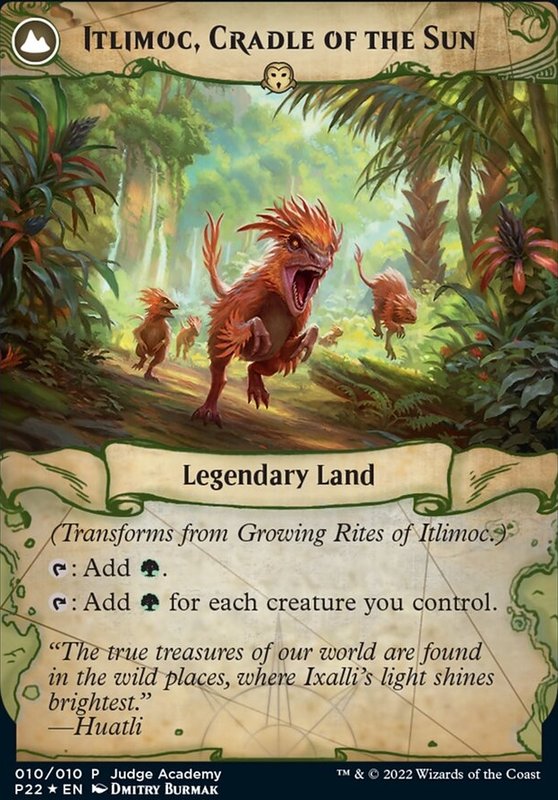 Itlimoc, Cradle of the Sun
Legendary Land
(Transforms from Growing Rites of Itlimoc.)
: Add .
: Add for each creature you control.
“The true treasures of our world are found
in the wild places, where Ixalli’s light shines
brightest.”
—Huatli
010/010 P Judge Academy
P22 ★ EN Dmitry Burmak
™ & © 2022 Wizards of the Coast